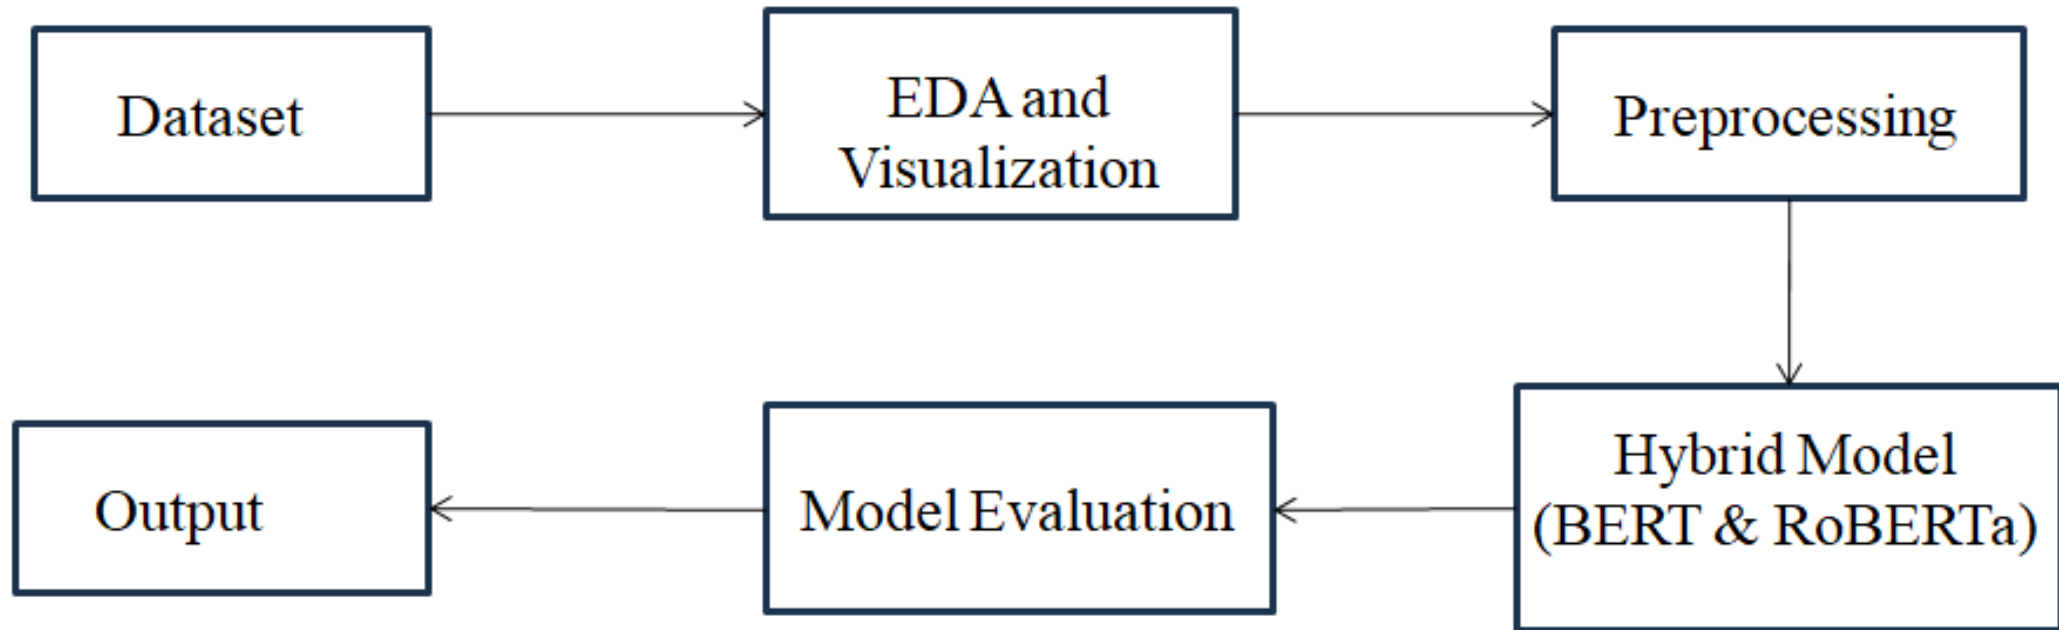 Dataset
EDA and
Visualization
Preprocessing
Hybrid Model
(BERT & RoBERTa)
Model Evaluation
Output